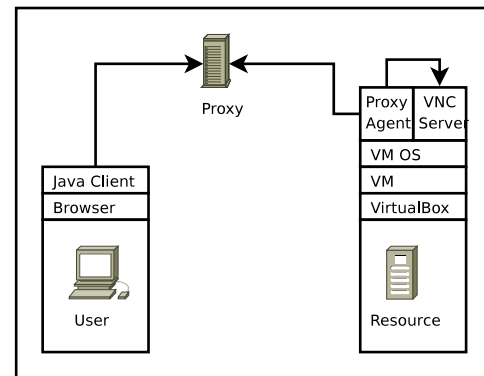 Proxy
Proxy Agent
VNC Server
VM OS
VM
VirtualBox
Resource
Java Client
Browser
User